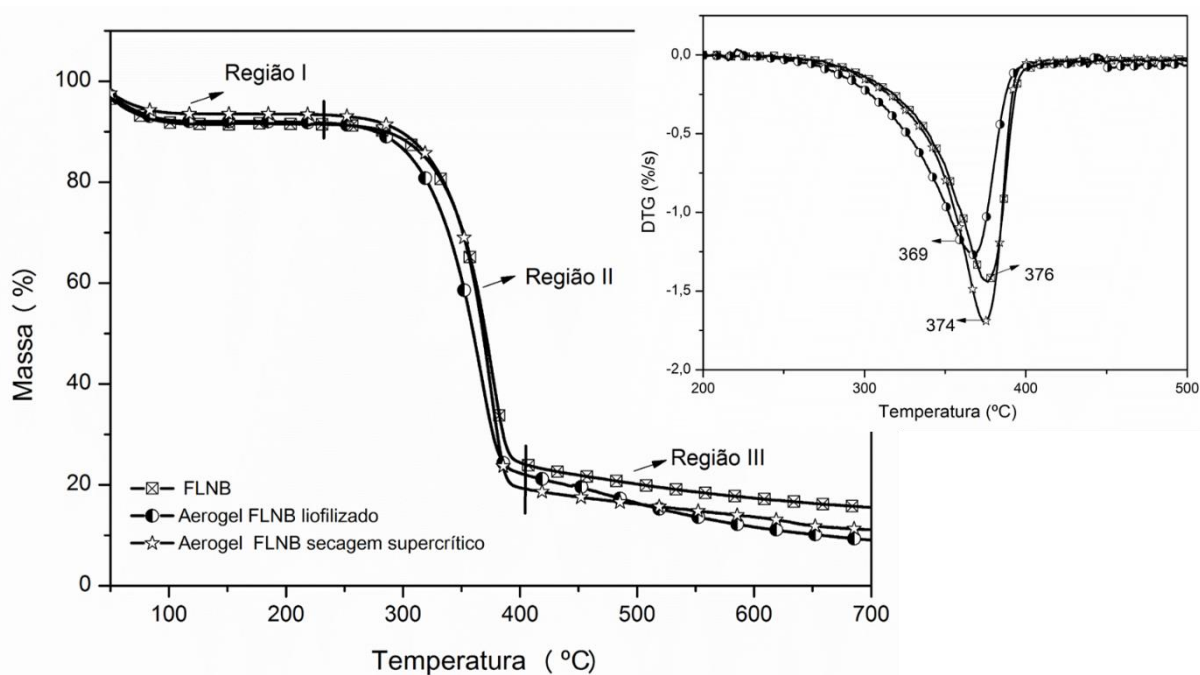 Massa ( %)
100
80
60
40
20
0
100
200
300
400
500
600
700
Temperatura ( ºC)
Região I
Região II
Região III
FLNB
Aerogel FLNB liofilizado
Aerogel FLNB secagem supercrítico
DTG (%/s)
0,0
-0,5
-1,0
-1,5
-2,0
200
300
400
500
Temperatura (ºC)
369
376
374